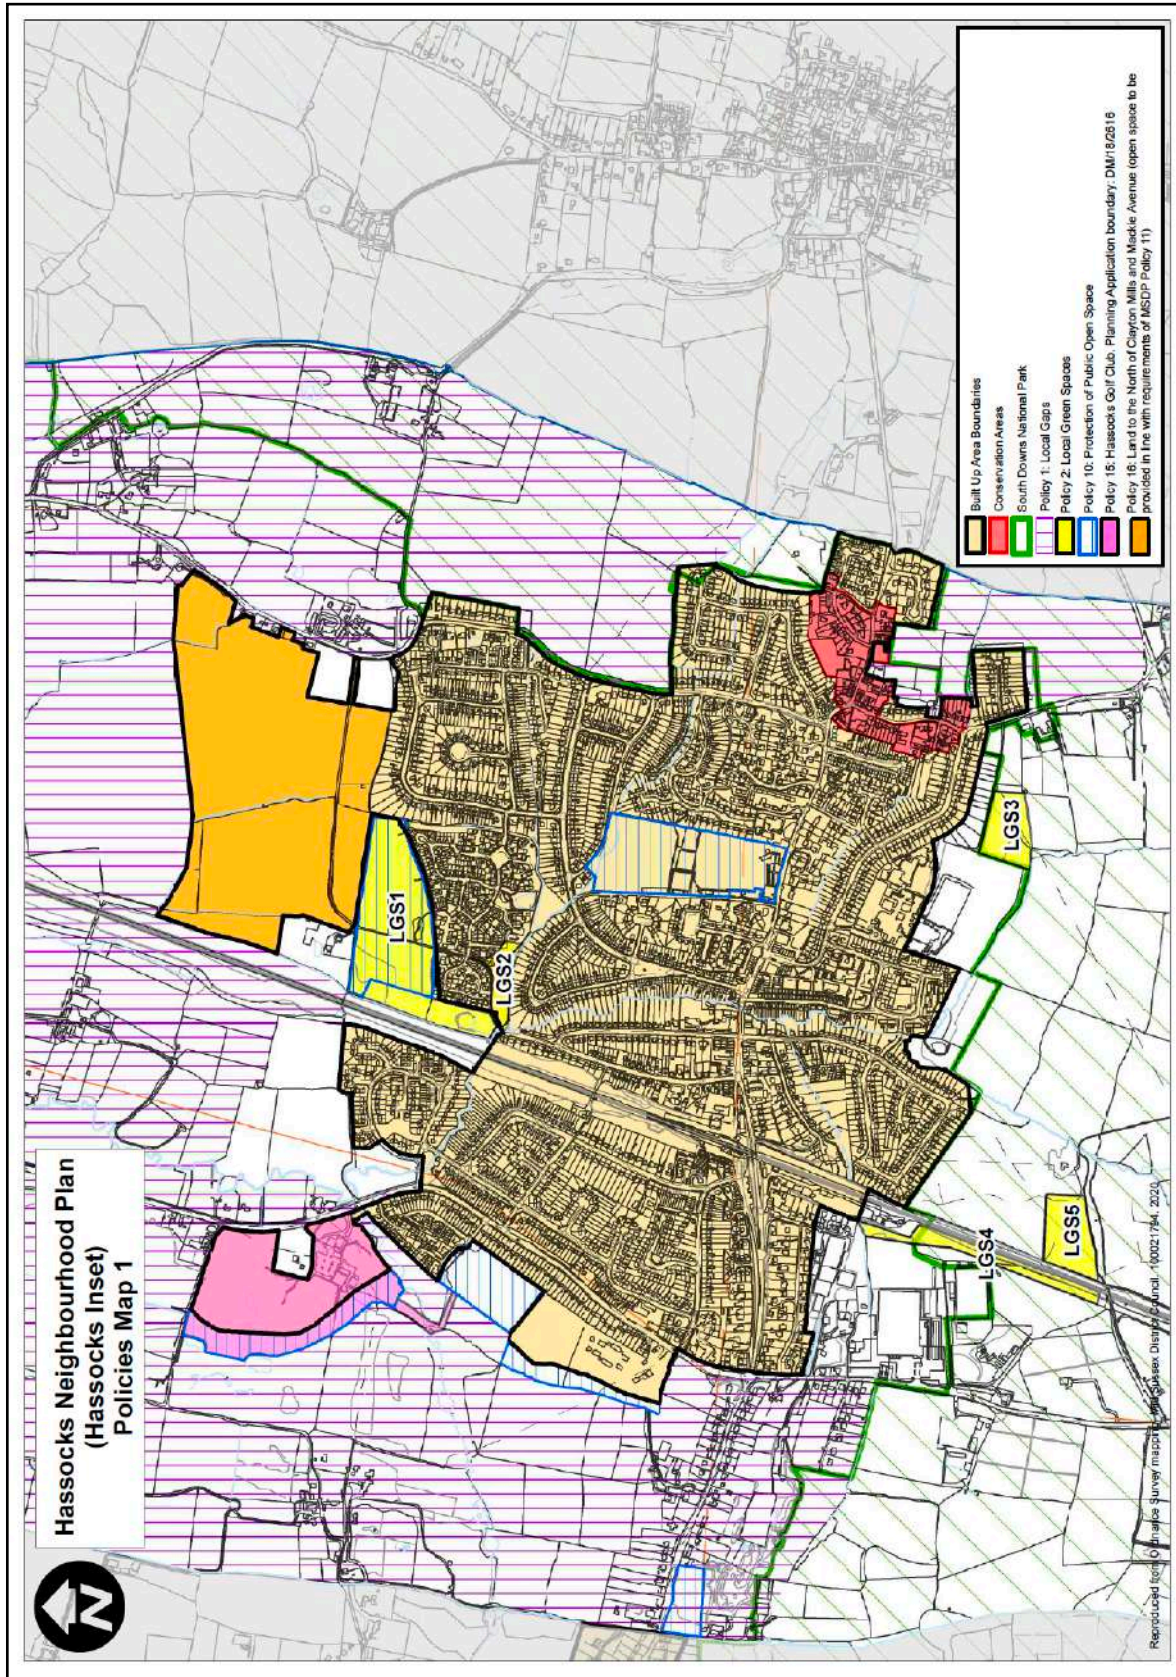 Hassocks Neighbourhood Plan
(Hassocks Inset)
Policies Map 1
N
LGS1
LGS2
LGS3
LGS4
LGS5
Built Up Area Boundaries
Conservation Areas
South Downs National Park
Policy 1: Local Gaps
Policy 2: Local Green Spaces
Policy 10: Protection of Public Open Space
Policy 15: Hassocks Golf Club. Planning Application boundary: DM/18/2616
Policy 16: Land to the North of Clayton Mills and Mackie Avenue (open space to be
provided in line with requirements of MSDP Policy 11)
Reproduced from Ordnance Survey mapping. Mid Sussex District Council. 100021794. 2020